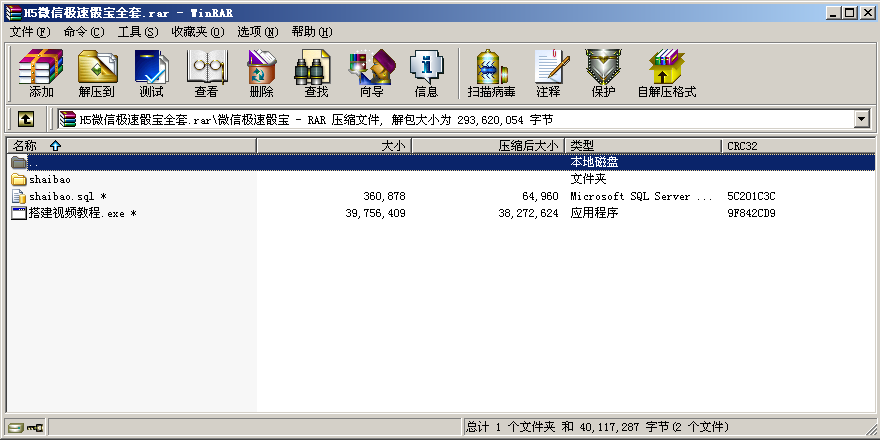 H5微信极速骰宝全套.rar - WinRAR
文件(F) 命令(C) 工具(S) 收藏夹(O) 选项(N) 帮助(H)
添加 解压到 测试 查看 删除 查找 向导 信息 扫描病毒 注释 保护 自解压格式
H5微信极速骰宝全套.rar\微信极速骰宝 - RAR 压缩文件, 解包大小为 293,620,054 字节
名称 大小 压缩后大小 类型 CRC32
.. 本地磁盘
shaibao 文件夹
shaibao.sql * 360,878 64,960 Microsoft SQL Server ... 5C201C3C
搭建视频教程.exe * 39,756,409 38,272,624 应用程序 9F842CD9
总计 1 个文件夹 和 40,117,287 字节(2 个文件)